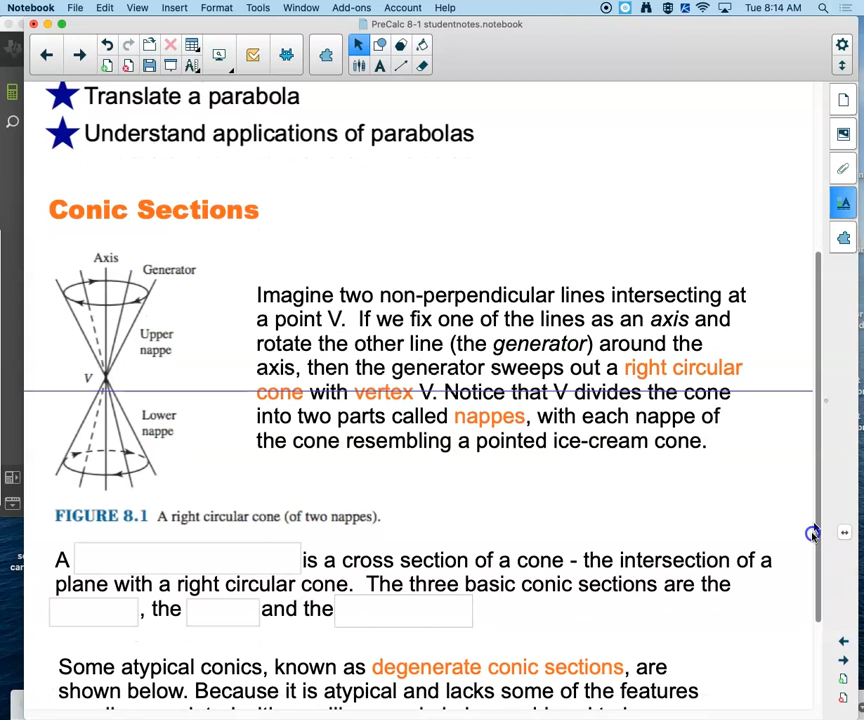 Notebook File Edit View Insert Format Tools Window Add-ons Account Help Tue 8:14 AM
PreCalc 8-1 studentnotes.notebook
Translate a parabola
Understand applications of parabolas
Conic Sections
Axis
Generator
Upper
nappe
V
Lower
nappe
Imagine two non-perpendicular lines intersecting at
a point V. If we fix one of the lines as an axis and
rotate the other line (the generator) around the
axis, then the generator sweeps out a right circular
cone with vertex V. Notice that V divides the cone
into two parts called nappes, with each nappe of
the cone resembling a pointed ice-cream cone.
FIGURE 8.1 A right circular cone (of two nappes).
A is a cross section of a cone - the intersection of a
plane with a right circular cone. The three basic conic sections are the
, the and the
Some atypical conics, known as degenerate conic sections, are
shown below. Because it is atypical and lacks some of the features